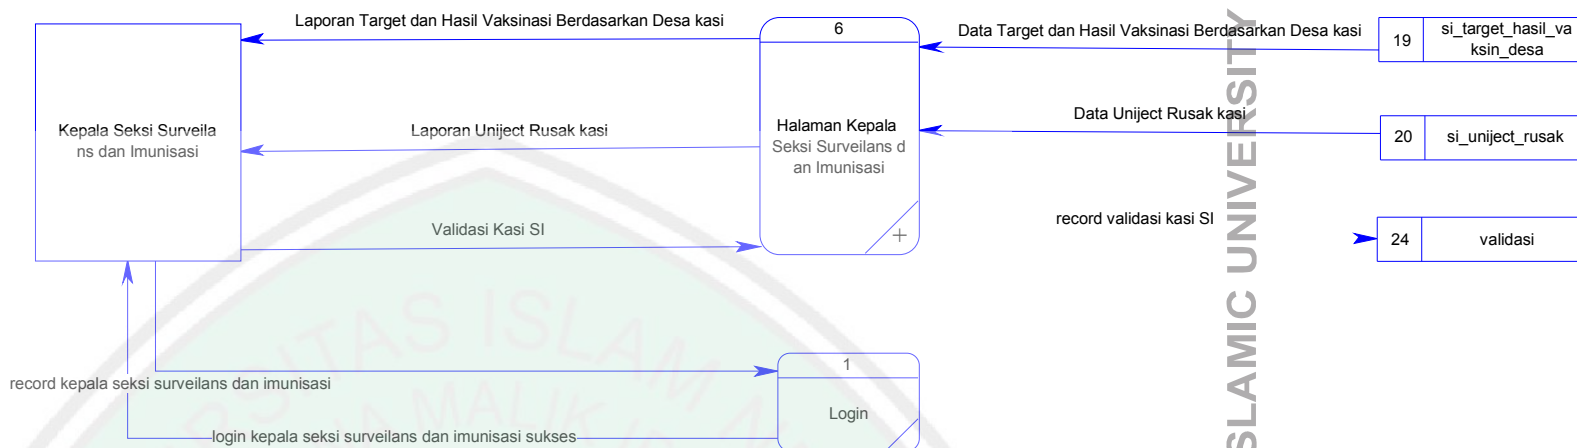 Laporan Target dan Hasil Vaksinasi Berdasarkan Desa kasi
6
Data Target dan Hasil Vaksinasi Berdasarkan Desa kasi
19
si_target_hasil_va
ksin_desa
Kepala Seksi Surveila
ns dan Imunisasi
Laporan Uniject Rusak kasi
Halaman Kepala
Seksi Surveilans d
an Imunisasi
Data Uniject Rusak kasi
20
si_uniject_rusak
Validasi Kasi SI
+
record validasi kasi SI
24
validasi
record kepala seksi surveilans dan imunisasi
1
Login
login kepala seksi surveilans dan imunisasi sukses
SLAMIC UNIVERSITY
SITAS ISLAM
MALIK